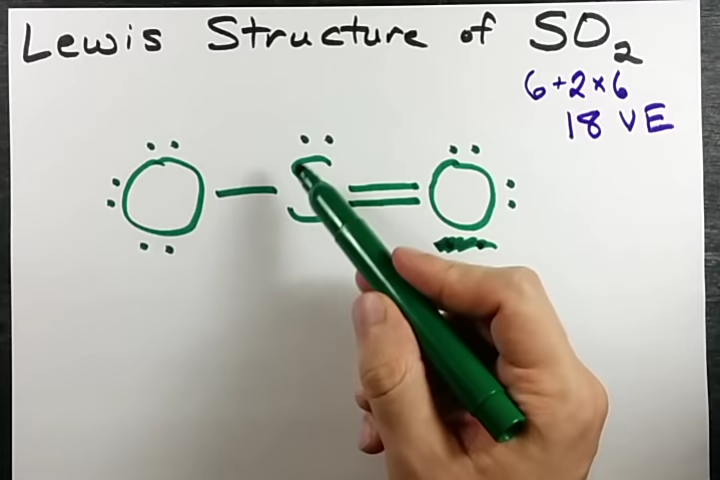 Lewis Structure of SO₂
6+2×6
18 VE
O — S = O